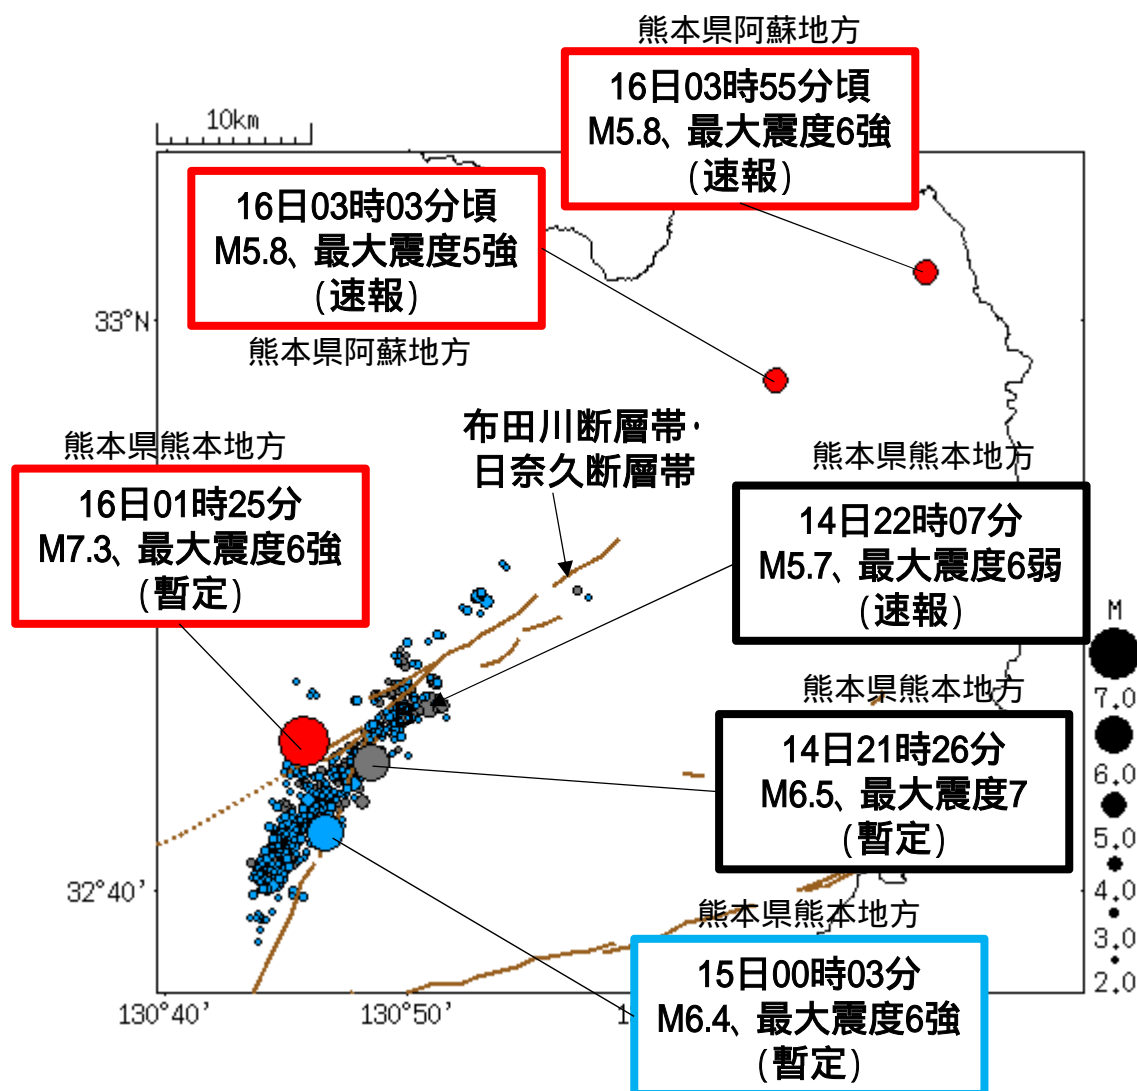 熊本県阿蘇地方
16日03時55分頃
M5.8、最大震度6強
(速報)
10km
16日03時03分頃
M5.8、最大震度5強
(速報)
熊本県阿蘇地方
33°N
布田川断層帯・
日奈久断層帯
熊本県熊本地方
16日01時25分
M7.3、最大震度6強
(暫定)
熊本県熊本地方
14日22時07分
M5.7、最大震度6弱
(速報)
M
7.0
6.0
5.0
4.0
3.0
2.0
熊本県熊本地方
14日21時26分
M6.5、最大震度7
(暫定)
32°40'
熊本県熊本地方
15日00時03分
M6.4、最大震度6強
(暫定)
130°40'
130°50'
1